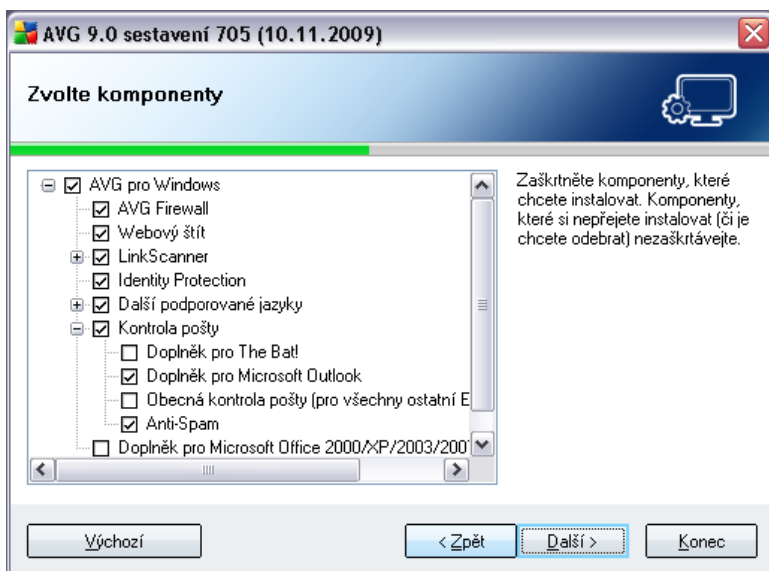 AVG 9.0 sestavení 705 (10.11.2009)
Zvolte komponenty
AVG pro Windows
AVG Firewall
Webový štít
LinkScanner
Identity Protection
Další podporované jazyky
Kontrola pošty
Doplněk pro The Bat!
Doplněk pro Microsoft Outlook
Obecná kontrola pošty (pro všechny ostatní E
Anti-Spam
Doplněk pro Microsoft Office 2000/XP/2003/200
Zaškrtněte komponenty, které
chcete instalovat. Komponenty,
které si nepřejete instalovat (či je
chcete odebrat) nezaškrtávejte.
Výchozí
< Zpět
Další >
Konec